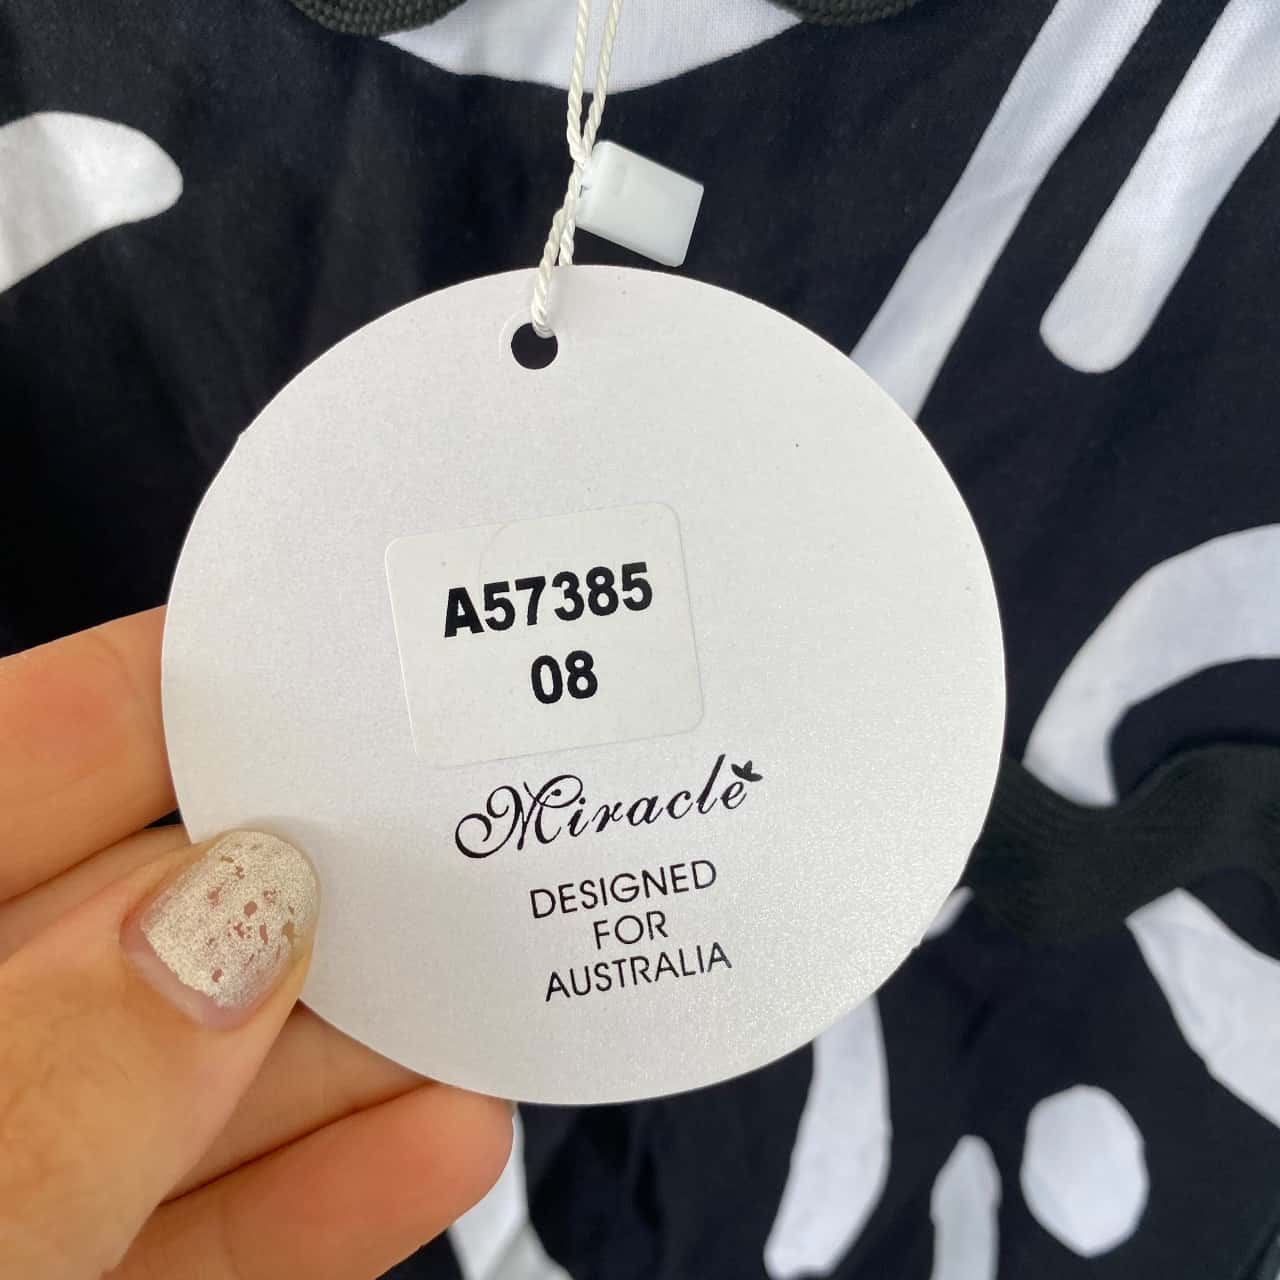 A57385
08
Miracle
DESIGNED
FOR
AUSTRALIA